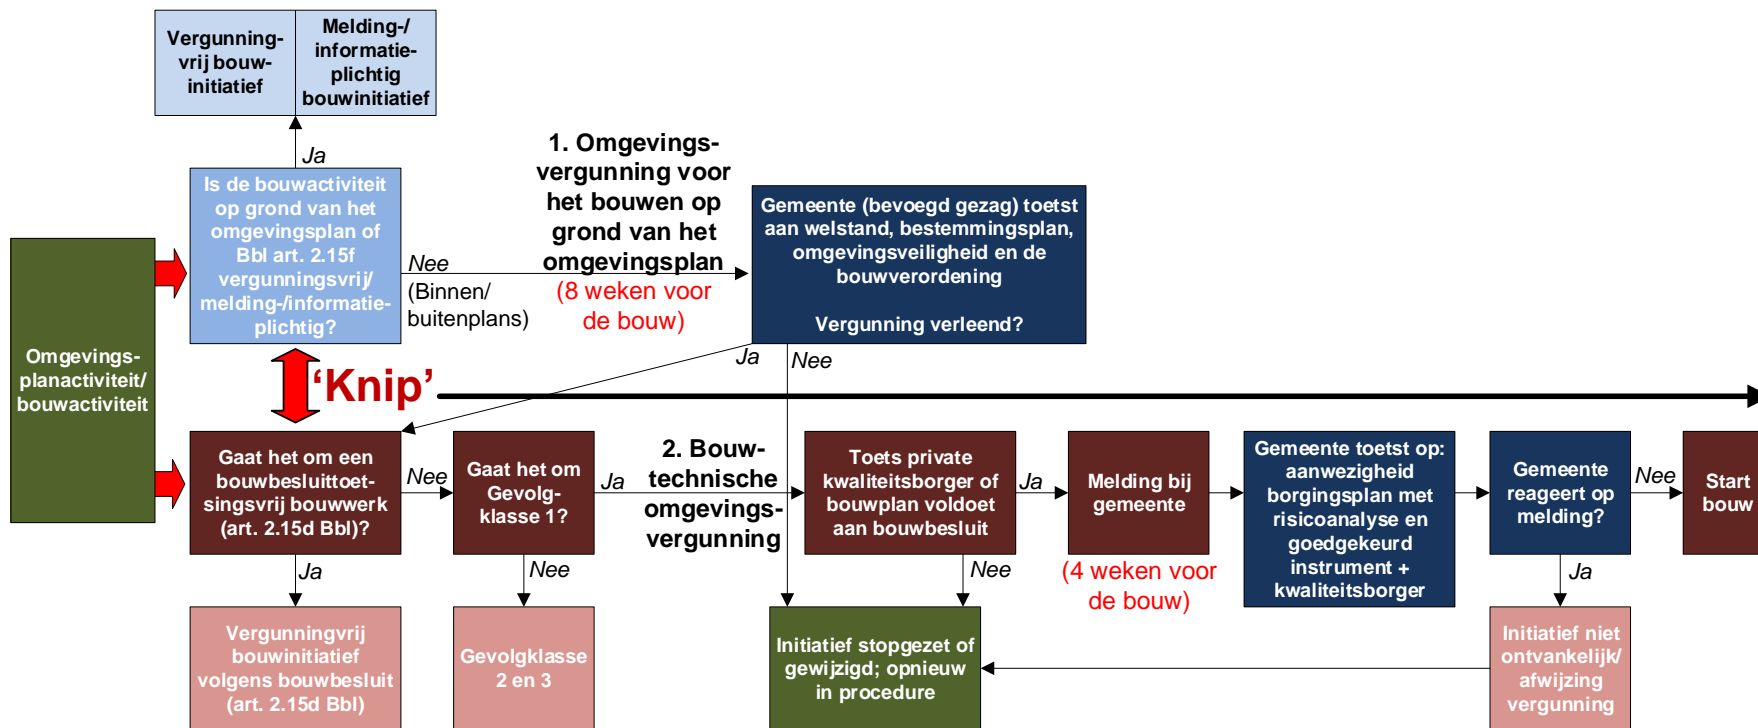 Vergunning-
vrij bouw-
initiatief
Melding-/
informatie-
plichtig
bouwinitiatief
Ja
Is de bouwactiviteit
op grond van het
omgevingsplan of
Bbl art. 2.15f
vergunningsvrij/
melding-/informatie-
plichtig?
Nee
(Binnen/
buitenplans)
1. Omgevings-
vergunning voor
het bouwen op
grond van het
omgevingsplan
(8 weken voor
de bouw)
Gemeente (bevoegd gezag) toetst
aan welstand, bestemmingsplan,
omgevingsveiligheid en de
bouwverordening
Vergunning verleend?
Ja
Nee
Omgevings-
planactiviteit/
bouwactiviteit
‘Knip’
Gaat het om een
bouwbesluittoet-
singsvrij bouwwerk
(art. 2.15d Bbl)?
Nee
Gaat het om
Gevolg-
klasse 1?
Ja
2. Bouw-
technische
omgevings-
vergunning
Toets private
kwaliteitsborger of
bouwplan voldoet
aan bouwbesluit
Ja
Melding bij
gemeente
(4 weken voor
de bouw)
Gemeente toetst op:
aanwezigheid
borgingsplan met
risicoanalyse en
goedgekeurd
instrument +
kwaliteitsborger
Gemeente
reageert op
melding?
Nee
Start
bouw
Ja
Nee
Nee
Ja
Vergunningvrij
bouwinitiatief
volgens bouwbesluit
(art. 2.15d Bbl)
Gevolgklasse
2 en 3
Initiatief stopgezet of
gewijzigd; opnieuw
in procedure
Initiatief niet
ontvankelijk/
afwijzing
vergunning